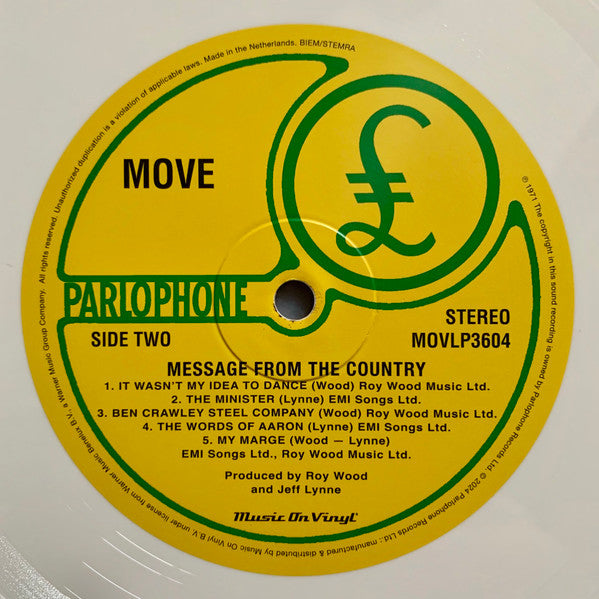 MOVE
£
PARLOPHONE
SIDE TWO
STEREO
MOVLP3604
MESSAGE FROM THE COUNTRY
1. IT WASN'T MY IDEA TO DANCE (Wood) Roy Wood Music Ltd.
2. THE MINISTER (Lynne) EMI Songs Ltd.
3. BEN CRAWLEY STEEL COMPANY (Wood) Roy Wood Music Ltd.
4. THE WORDS OF AARON (Lynne) EMI Songs Ltd.
5. MY MARGE (Wood — Lynne)
EMI Songs Ltd., Roy Wood Music Ltd.
Produced by Roy Wood
and Jeff Lynne
Music On Vinyl®
℗ 1971 The copyright in this sound recording is owned by Parlophone Records Ltd. © 2024 Parlophone Records Ltd.: manufactured & distributed by Music On Vinyl B.V. under license from Warner Music Benelux B.V. a Warner Music Group Company. All rights reserved. Unauthorized duplication is a violation of applicable laws. Made in the Netherlands. BIEM/STEMRA